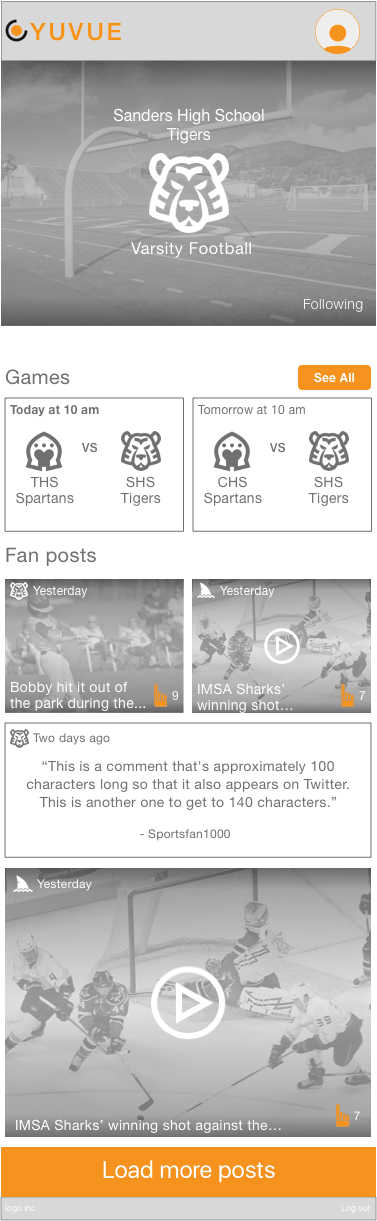 YUVUE
Sanders High School
Tigers
Varsity Football
Following
Games
See All
Today at 10 am
THS
Spartans
vs
SHS
Tigers
Tomorrow at 10 am
CHS
Spartans
vs
SHS
Tigers
Fan posts
Yesterday
Bobby hit it out of
the park during the...
9
Yesterday
IMSA Sharks’
winning shot…
7
Two days ago
“This is a comment that's approximately 100
characters long so that it also appears on Twitter.
This is another one to get to 140 characters.”
- Sportsfan1000
Yesterday
IMSA Sharks’ winning shot against the…
7
Load more posts
logo inc
Log out